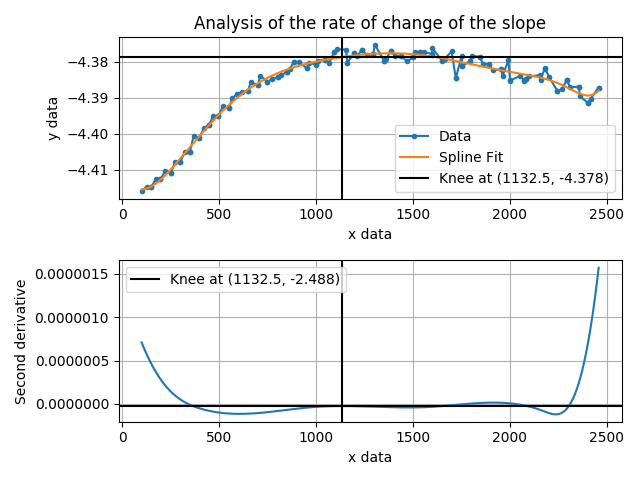 Analysis of the rate of change of the slope
−4.38
−4.39
−4.40
−4.41
y data
Data
Spline Fit
Knee at (1132.5, -4.378)
0 500 1000 1500 2000 2500
x data
Knee at (1132.5, -2.488)
0.0000015
0.0000010
0.0000005
0.0000000
Second derivative
0 500 1000 1500 2000 2500
x data